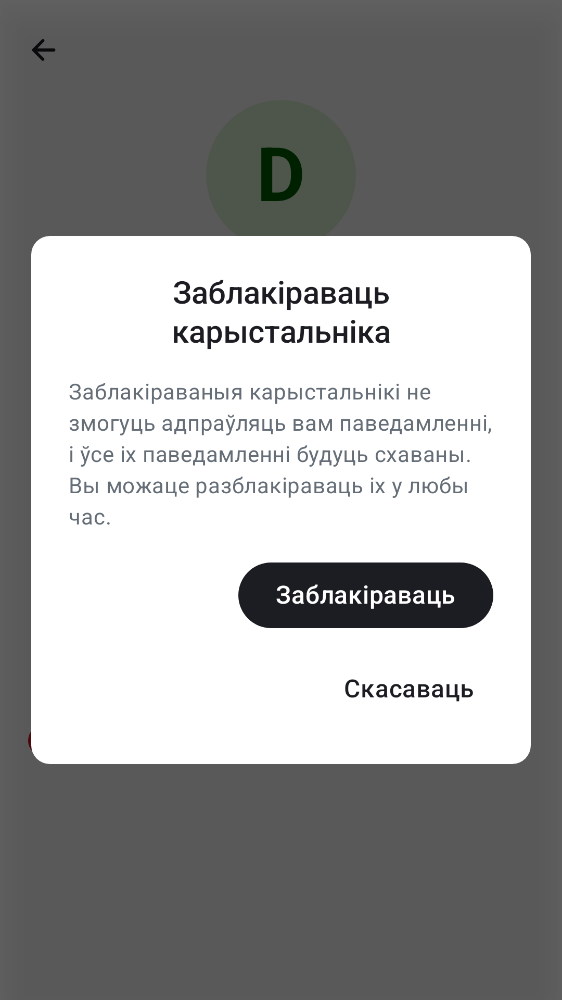 D
Заблакіраваць
карыстальніка
Заблакіраваныя карыстальнікі не
змогуць адпраўляць вам паведамленні,
і ўсе іх паведамленні будуць схаваны.
Вы можаце разблакіраваць іх у любы
час.
Заблакіраваць
Скасаваць